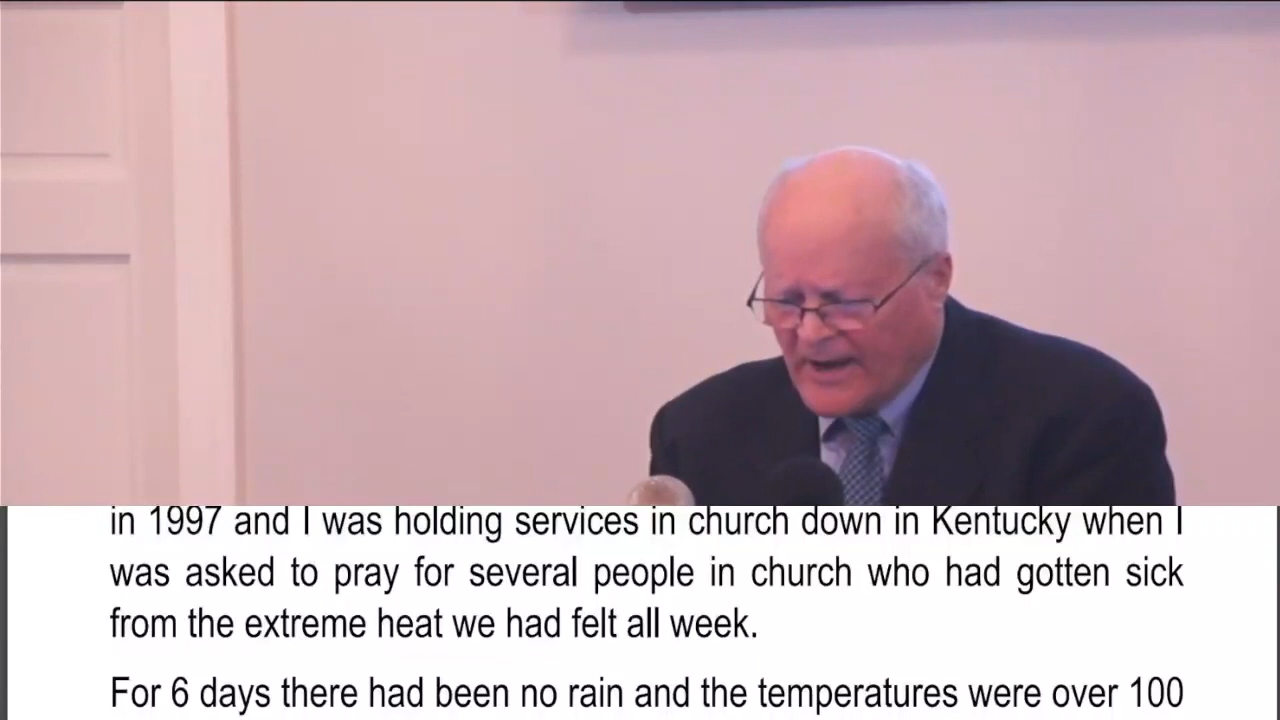 in 1997 and I was holding services in church down in Kentucky when I
was asked to pray for several people in church who had gotten sick
from the extreme heat we had felt all week.
For 6 days there had been no rain and the temperatures were over 100